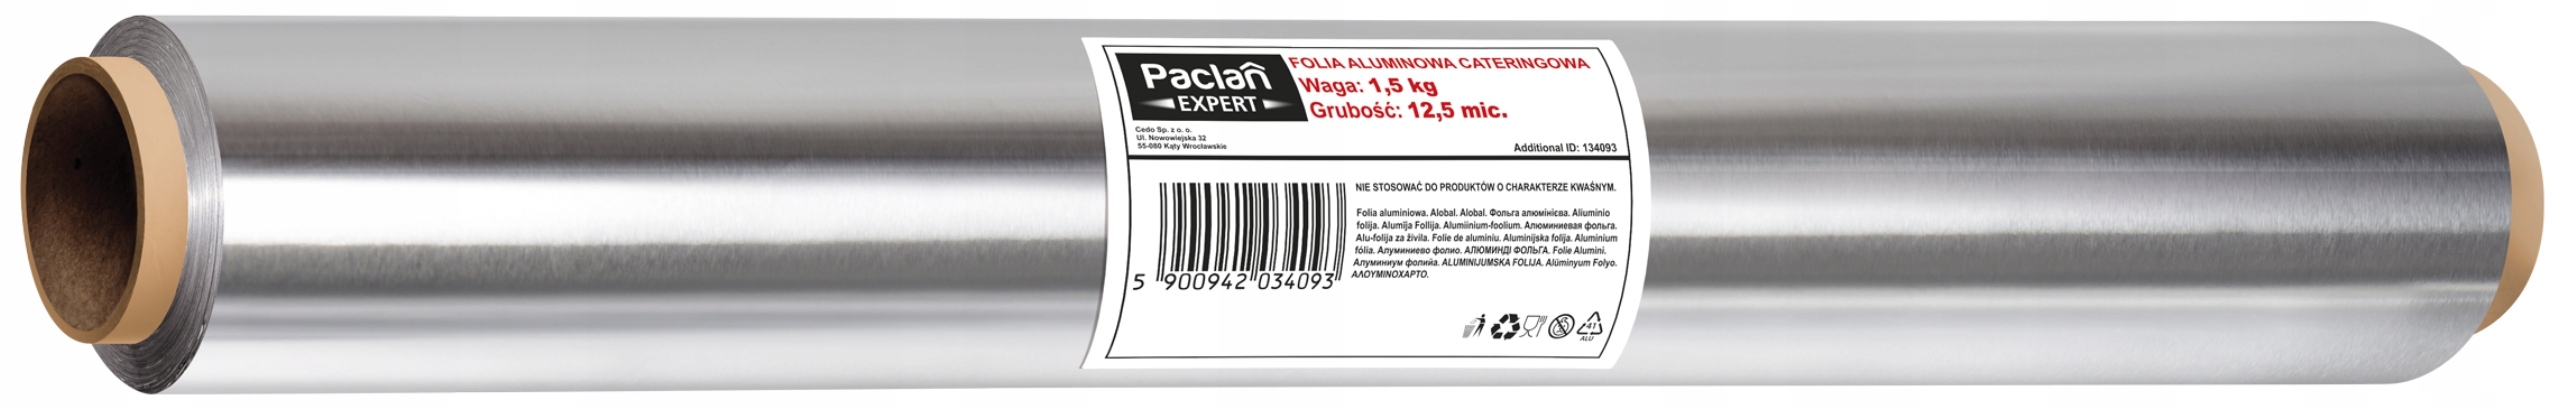 Paclan
EXPERT
FOLIA ALUMINOWA CATERINGOWA
Waga: 1,5 kg
Grubość: 12,5 mic.
Cedo Sp. z o. o.
Ul. Nowowiejska 32
55-080 Kąty Wrocławskie
Additional ID: 134093
NIE STOSOWAĆ DO PRODUKTÓW O CHARAKTERZE KWAŚNYM.
Folia aluminiowa. Alobal. Alobal. Фольга алюмінієва. Aliuminio
folija. Alumīja Follija. Alumiinium-foolium. Алюминиевая фольга.
Alu-folija za živila. Folie de aluminiu. Aluminijska folija. Aluminium
fólia. Алуминиево фолио. АЛЮМИНДІ ФОЛЬГА. Folie Alumini.
Алуминиум фолија. ALUMINIJUMSKA FOLIJA. Alüminyum Folyo.
ΑΛΟΥΜΙΝΟΧΑΡΤΟ.
5 900942 034093
41
ALU